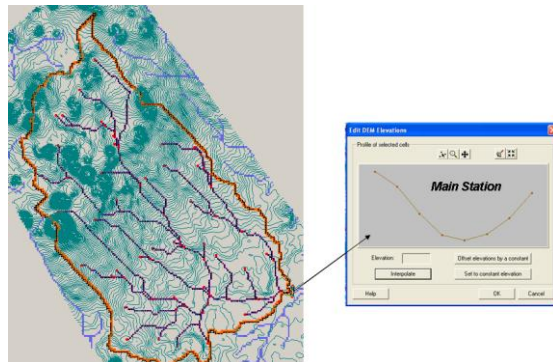 Edit DEM Elevations
Profile of selected cells
Main Station
Elevation:
Offset elevations by a constant
Interpolate
Set to constant elevation
Help
OK
Cancel